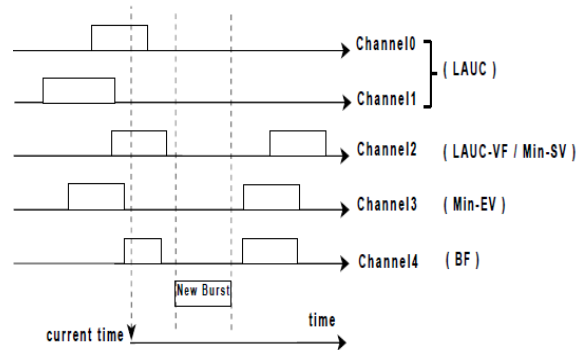 Channel0
( LAUC )
Channel1
Channel2 ( LAUC-VF / Min-SV )
Channel3 ( Min-EV )
Channel4 ( BF )
New Burst
current time
time